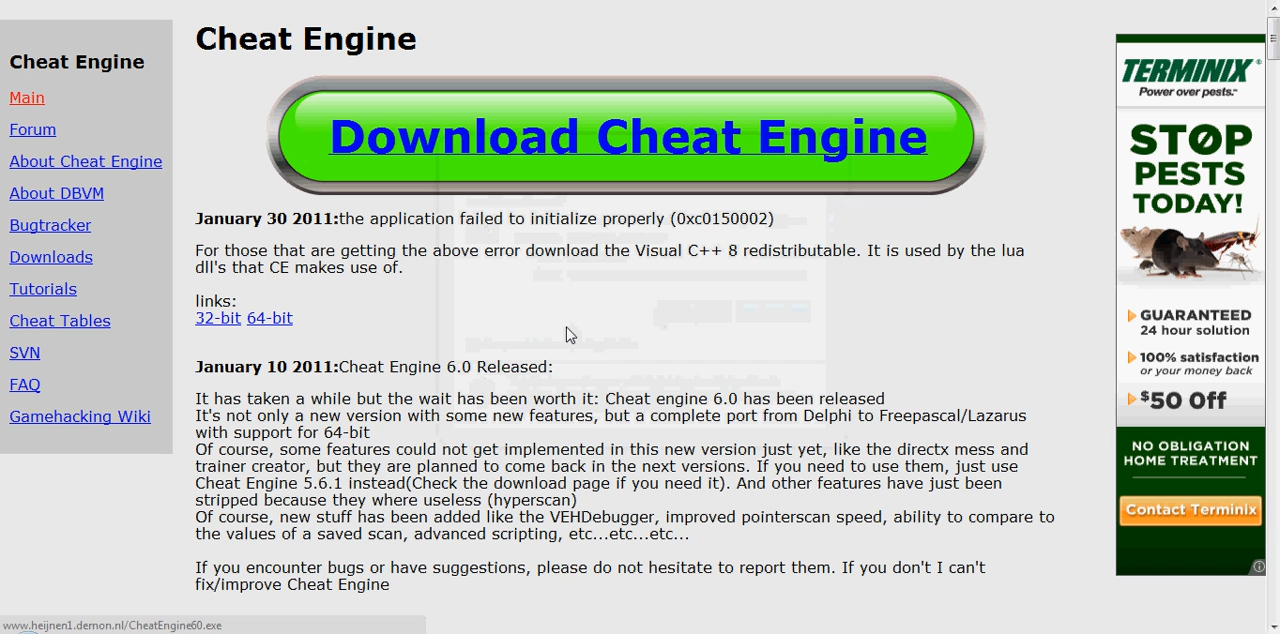 Cheat Engine
Main
Forum
About Cheat Engine
About DBVM
Bugtracker
Downloads
Tutorials
Cheat Tables
SVN
FAQ
Gamehacking Wiki
Cheat Engine
Download Cheat Engine
January 30 2011:the application failed to initialize properly (0xc0150002)
For those that are getting the above error download the Visual C++ 8 redistributable. It is used by the lua
dll's that CE makes use of.
links:
32-bit 64-bit
January 10 2011:Cheat Engine 6.0 Released:
It has taken a while but the wait has been worth it: Cheat engine 6.0 has been released
It's not only a new version with some new features, but a complete port from Delphi to Freepascal/Lazarus
with support for 64-bit
Of course, some features could not get implemented in this new version just yet, like the directx mess and
trainer creator, but they are planned to come back in the next versions. If you need to use them, just use
Cheat Engine 5.6.1 instead(Check the download page if you need it). And other features have just been
stripped because they where useless (hyperscan)
Of course, new stuff has been added like the VEHDebugger, improved pointerscan speed, ability to compare to
the values of a saved scan, advanced scripting, etc...etc...etc...
If you encounter bugs or have suggestions, please do not hesitate to report them. If you don't I can't
fix/improve Cheat Engine
TERMINIX®
Power over pests.™
STOP
PESTS
TODAY!
GUARANTEED
24 hour solution
100% satisfaction
or your money back
$50 Off
NO OBLIGATION
HOME TREATMENT
Contact Terminix
www.heijnen1.demon.nl/CheatEngine60.exe